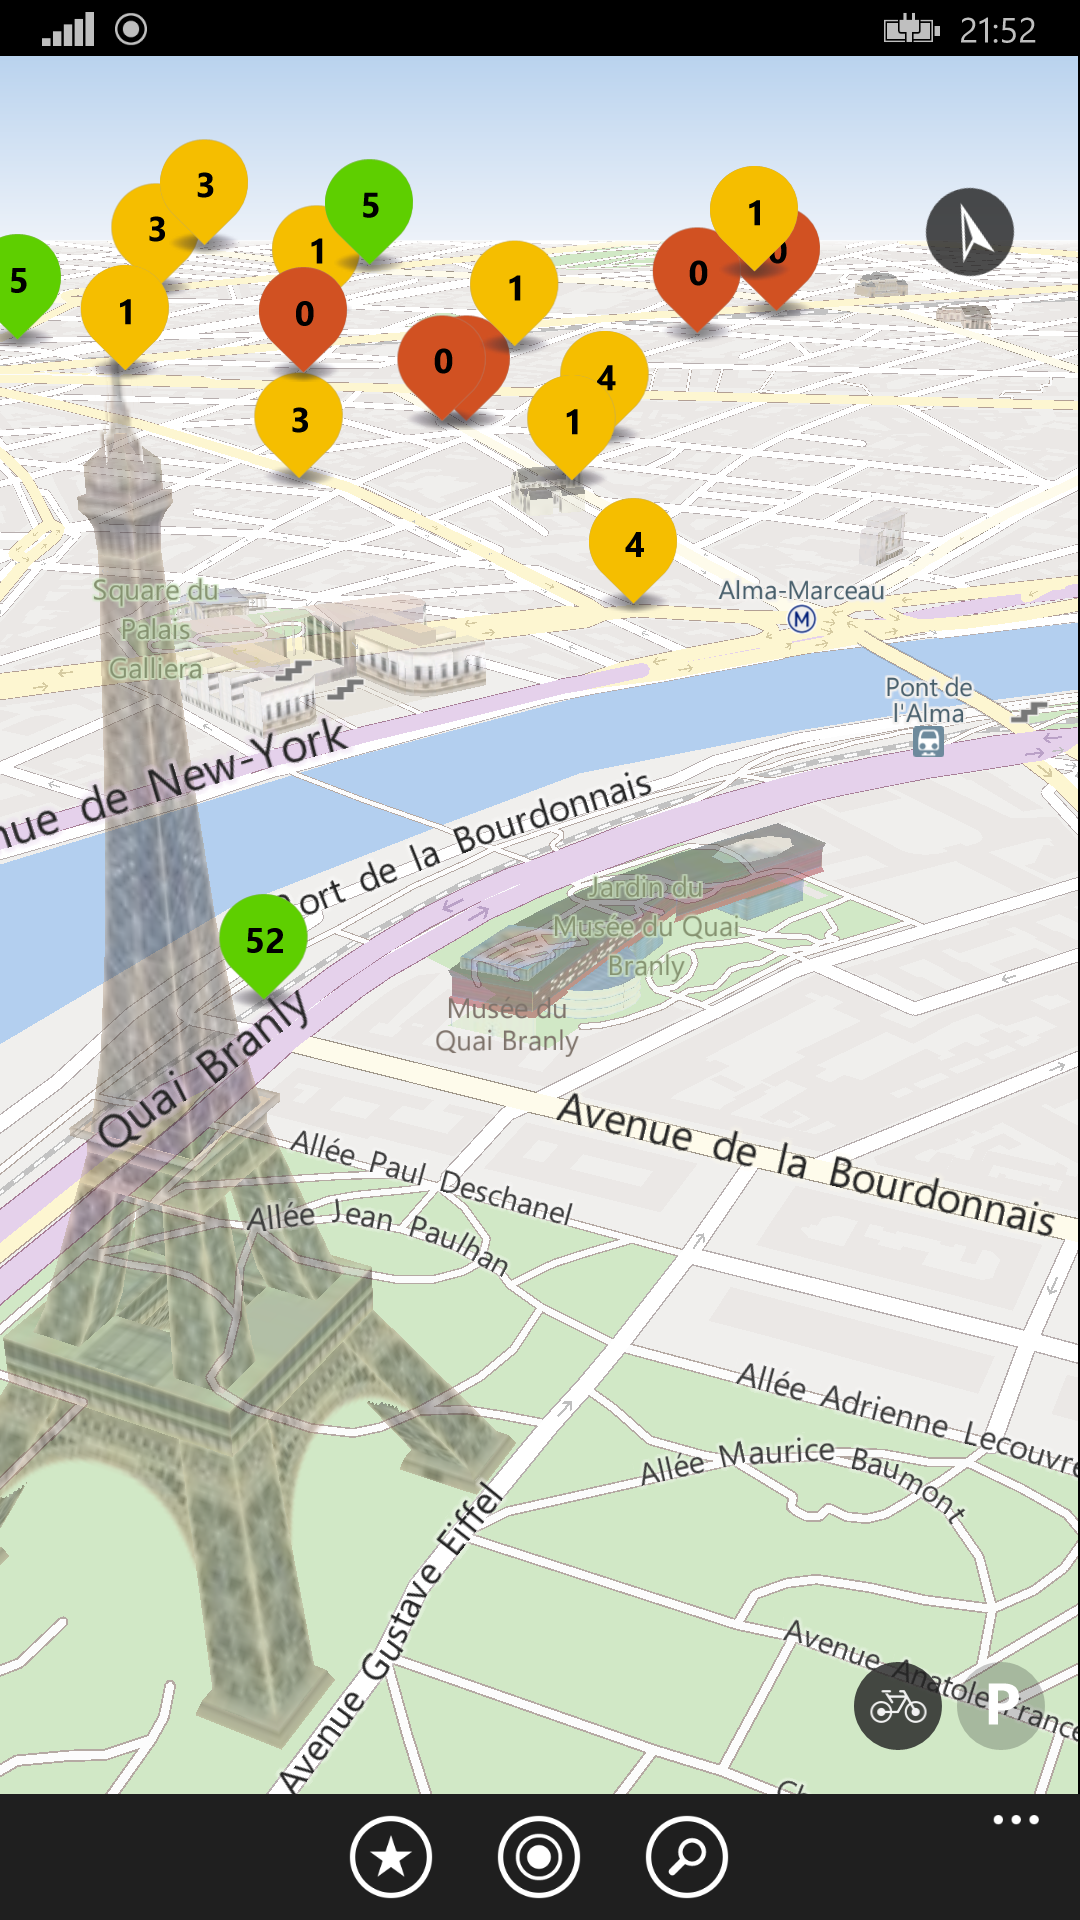 21:52
3
3
5
1
1
5
1
0
0
0
1
0
4
3
1
4
Square du
Palais
Galliera
Alma-Marceau
M
Pont de
l'Alma
nue de New-York
ort de la Bourdonnais
52
Jardin du
Musée du Quai
Branly
Musée du
Quai Branly
Quai Branly
Avenue de la Bourdonnais
Allée Paul Deschanel
Allée Jean Paulhan
Allée Adrienne Lecouvre
Allée Maurice Baumont
Avenue Gustave Eiffel
Avenue Anatole France
P